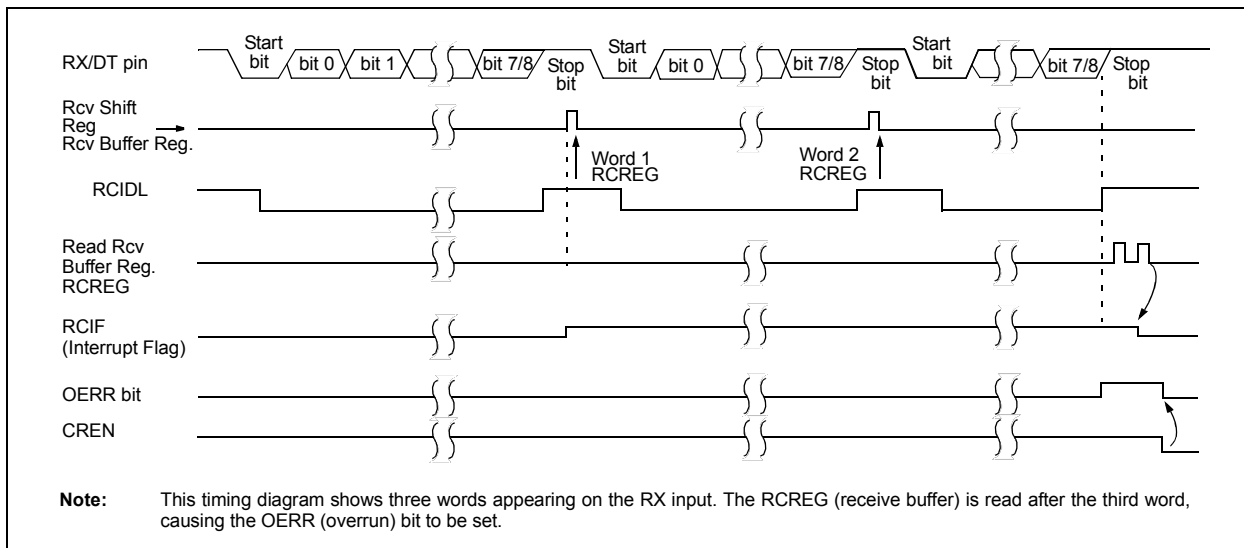 RX/DT pin
Start
bit
bit 0
bit 1
bit 7/8
Stop
bit
Start
bit
bit 0
bit 7/8
Stop
bit
Start
bit
bit 7/8
Stop
bit
Rcv Shift
Reg
Rcv Buffer Reg.
Word 1
RCREG
Word 2
RCREG
RCIDL
Read Rcv
Buffer Reg.
RCREG
RCIF
(Interrupt Flag)
OERR bit
CREN
Note: This timing diagram shows three words appearing on the RX input. The RCREG (receive buffer) is read after the third word,
causing the OERR (overrun) bit to be set.